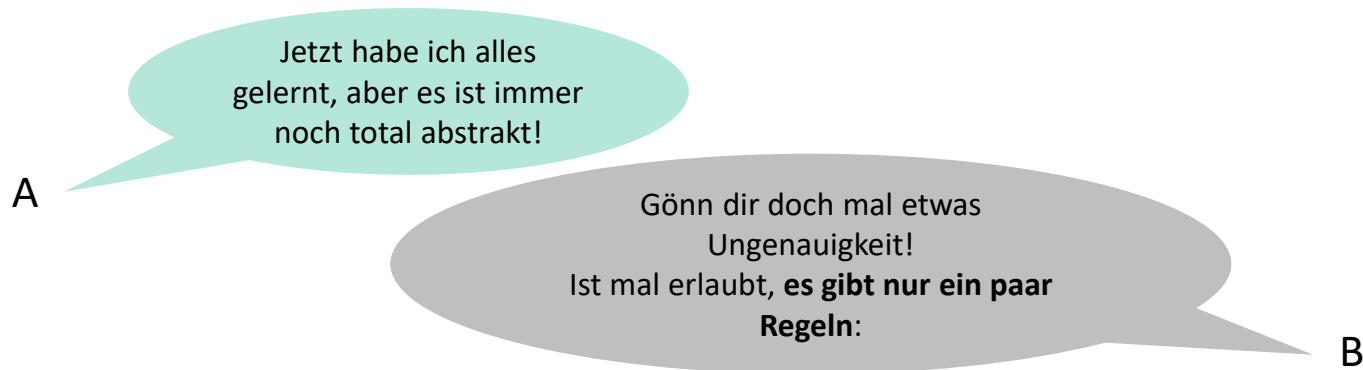 Jetzt habe ich alles
gelernt, aber es ist immer
noch total abstrakt!
A
Gönn dir doch mal etwas
Ungenauigkeit!
Ist mal erlaubt, es gibt nur ein paar
Regeln:
B